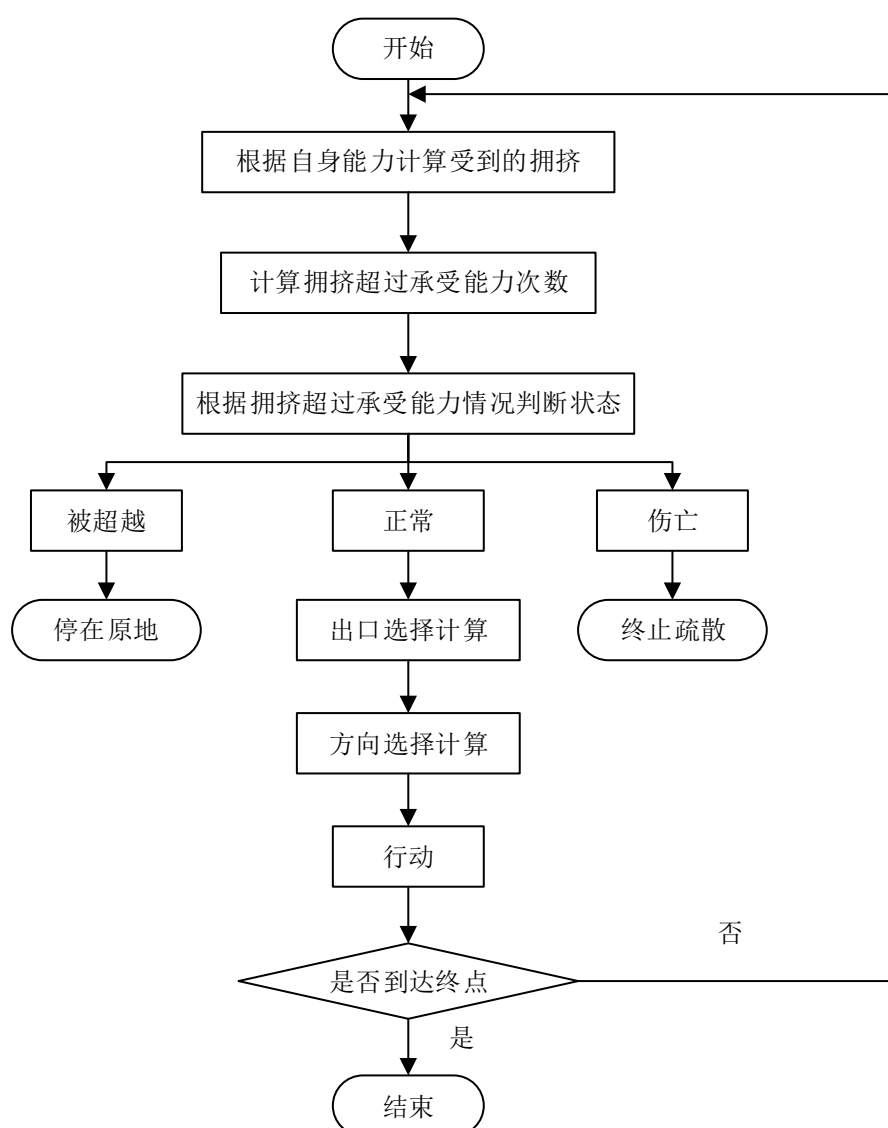 开始
根据自身能力计算受到的拥挤
计算拥挤超过承受能力次数
根据拥挤超过承受能力情况判断状态
被超越
正常
伤亡
停在原地
出口选择计算
终止疏散
方向选择计算
行动
否
是否到达终点
是
结束